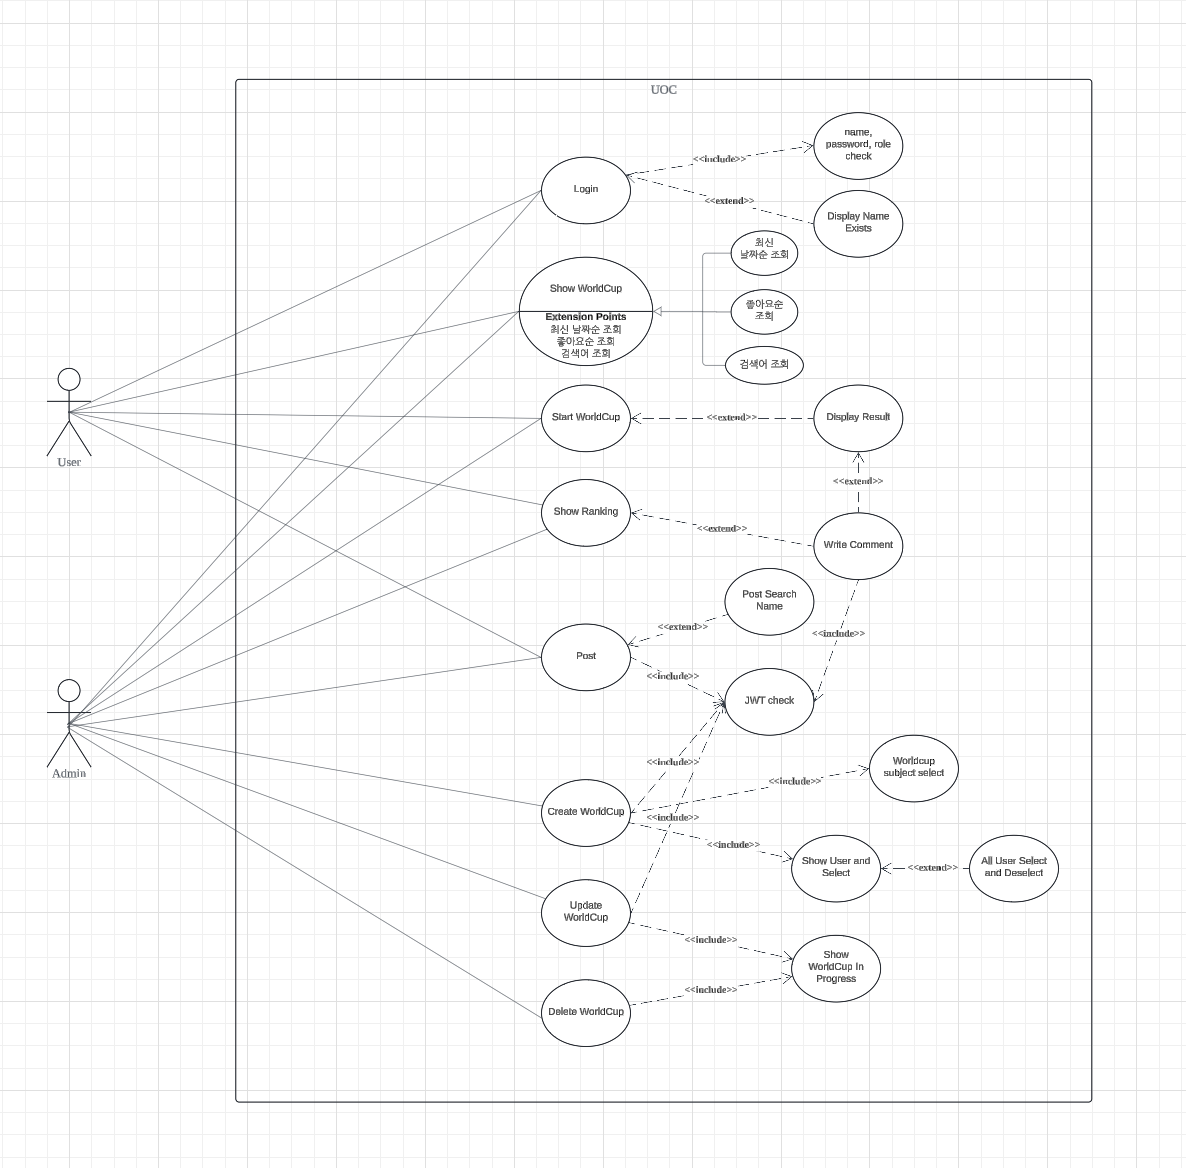 UOC
name,
password, role
check
<<include>>
Login
<<extend>>
Display Name
Exists
최신
날짜순 조회
Show WorldCup
Extension Points
최신 날짜순 조회
좋아요순 조회
검색어 조회
좋아요순
조회
검색어 조회
User
Start WorldCup
<<extend>>
Display Result
<<extend>>
Show Ranking
<<extend>>
Write Comment
Post Search
Name
<<extend>>
<<include>>
Post
<<include>>
JWT check
Admin
<<include>>
Worldcup
subject select
<<include>>
Create WorldCup
<<include>>
<<include>>
Show User and
Select
<<extend>>
All User Select
and Deselect
Update
WorldCup
<<include>>
Show
WorldCup In
Progress
<<include>>
Delete WorldCup